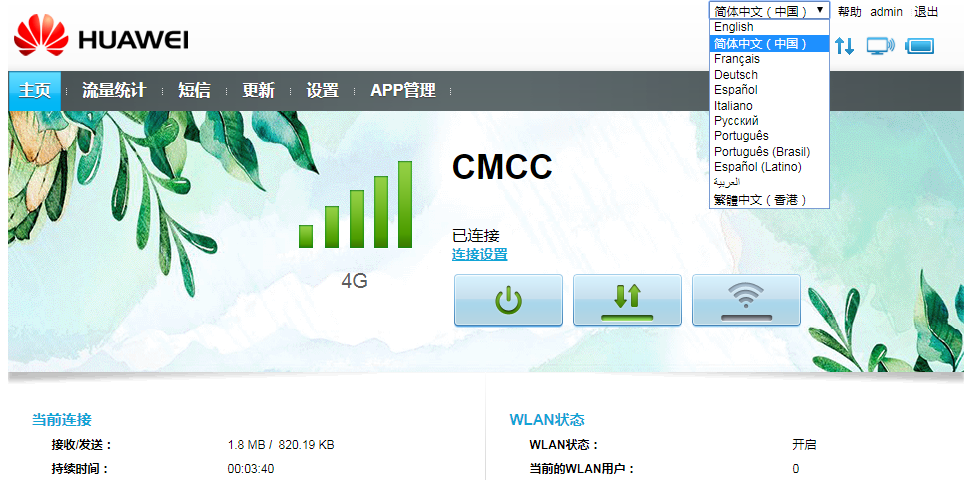 HUAWEI
简体中文（中国）
帮助 admin 退出
English
简体中文（中国）
Français
Deutsch
Español
Italiano
Русский
Português
Português (Brasil)
Español (Latino)
العربية
繁體中文（香港）
主页 流量统计 短信 更新 设置 APP管理
4G
CMCC
已连接
连接设置
当前连接
接收/发送： 1.8 MB / 820.19 KB
持续时间： 00:03:40
WLAN状态
WLAN状态： 开启
当前的WLAN用户： 0